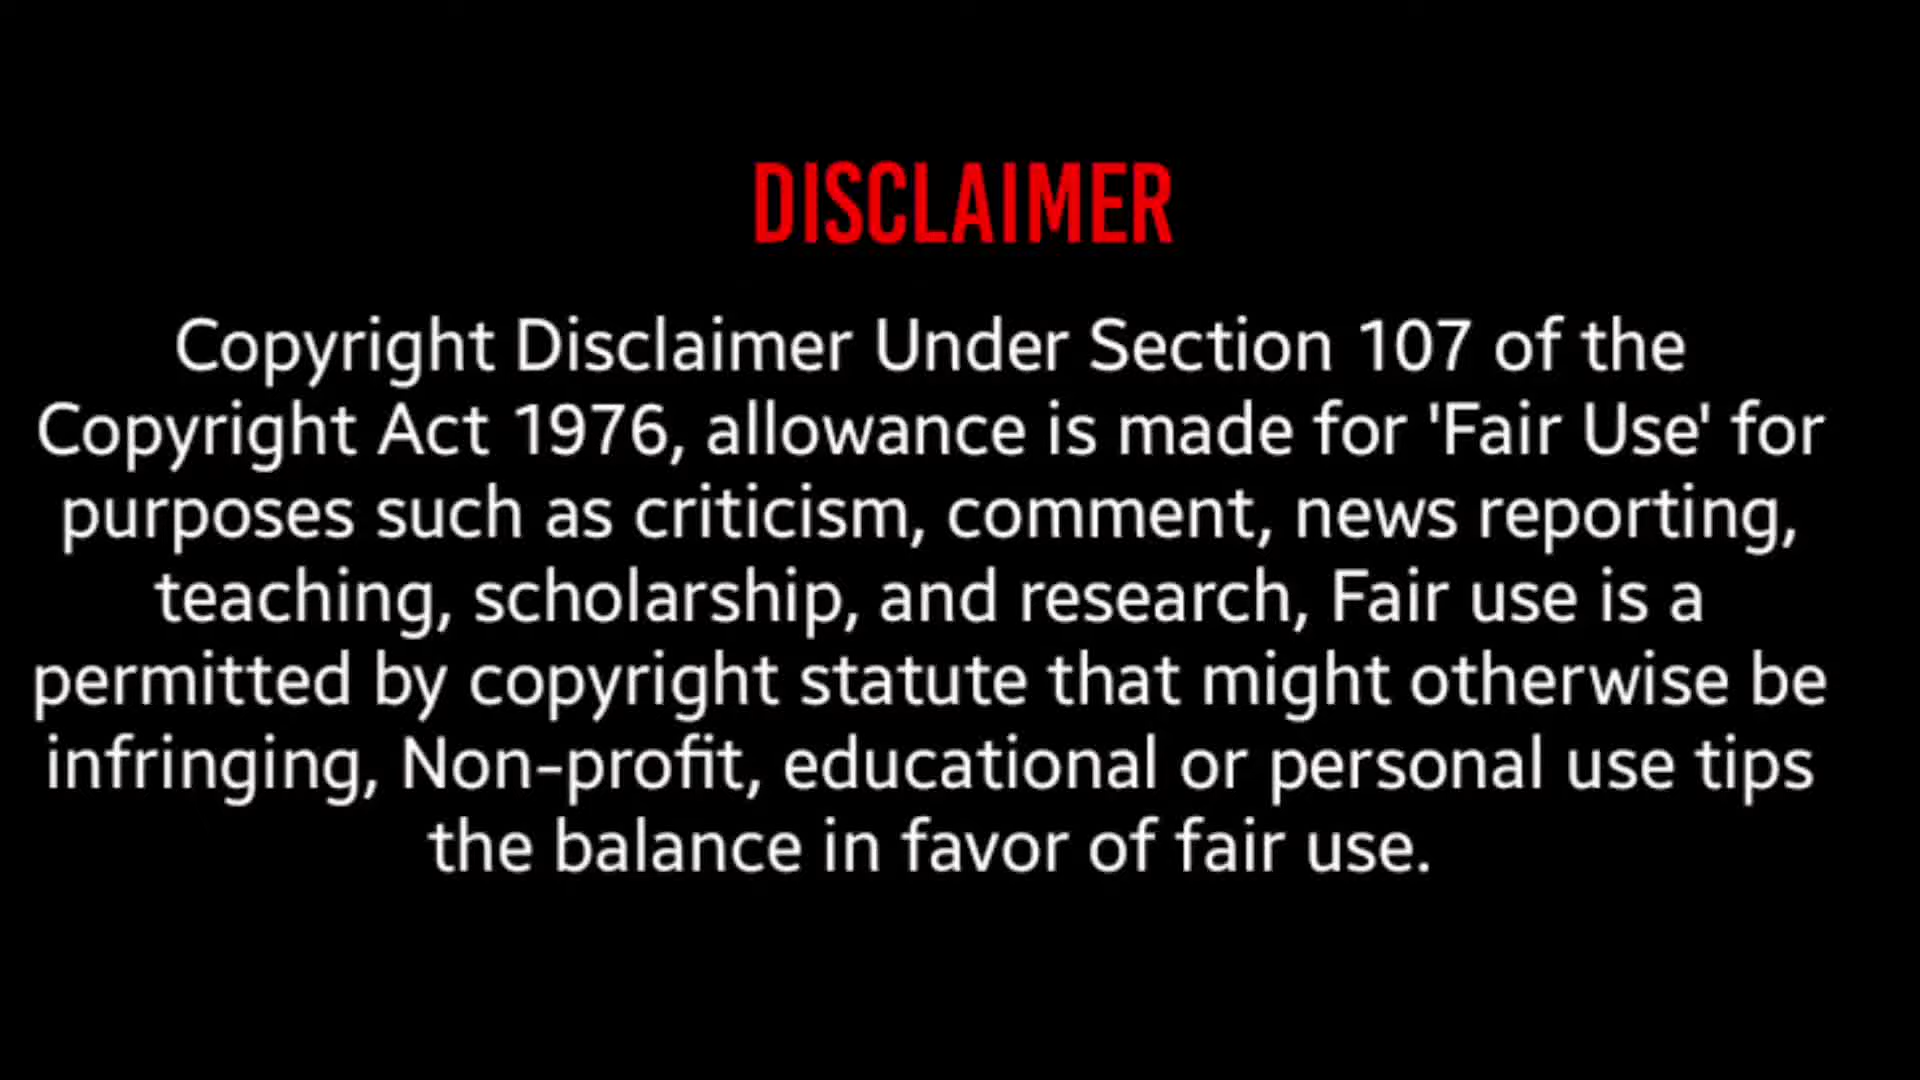 DISCLAIMER
Copyright Disclaimer Under Section 107 of the
Copyright Act 1976, allowance is made for 'Fair Use' for
purposes such as criticism, comment, news reporting,
teaching, scholarship, and research, Fair use is a
permitted by copyright statute that might otherwise be
infringing, Non-profit, educational or personal use tips
the balance in favor of fair use.